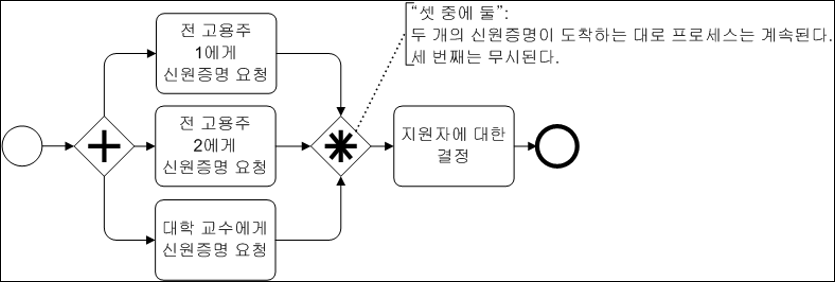 전 고용주
1에게
신원증명 요청
"셋 중에 둘":
두 개의 신원증명이 도착하는 대로 프로세스는 계속된다.
세 번째는 무시된다.
전 고용주
2에게
신원증명 요청
지원자에 대한
결정
대학 교수에게
신원증명 요청